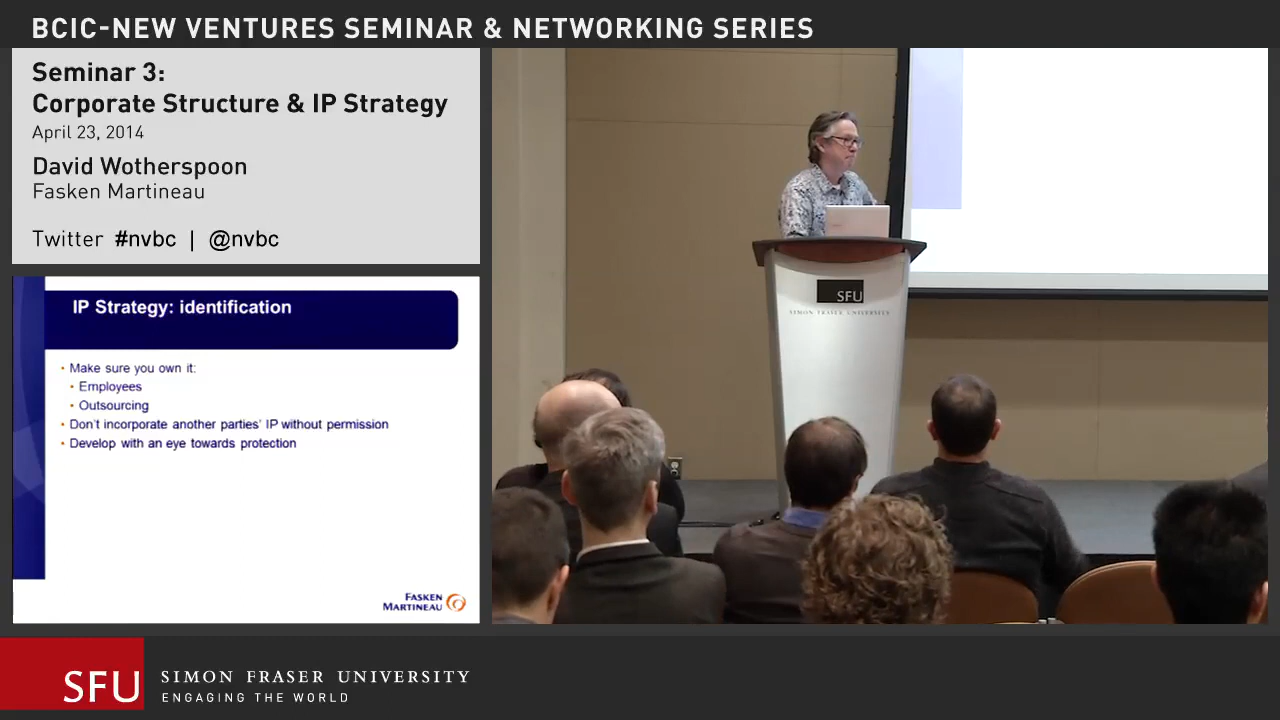 BCIC-NEW VENTURES SEMINAR & NETWORKING SERIES
Seminar 3:
Corporate Structure & IP Strategy
April 23, 2014
David Wotherspoon
Fasken Martineau
Twitter #nvbc | @nvbc
IP Strategy: identification
• Make sure you own it:
• Employees
• Outsourcing
• Don't incorporate another parties' IP without permission
• Develop with an eye towards protection
FASKEN
MARTINEAU
SFU
SIMON FRASER UNIVERSITY
SFU
SIMON FRASER UNIVERSITY
ENGAGING THE WORLD